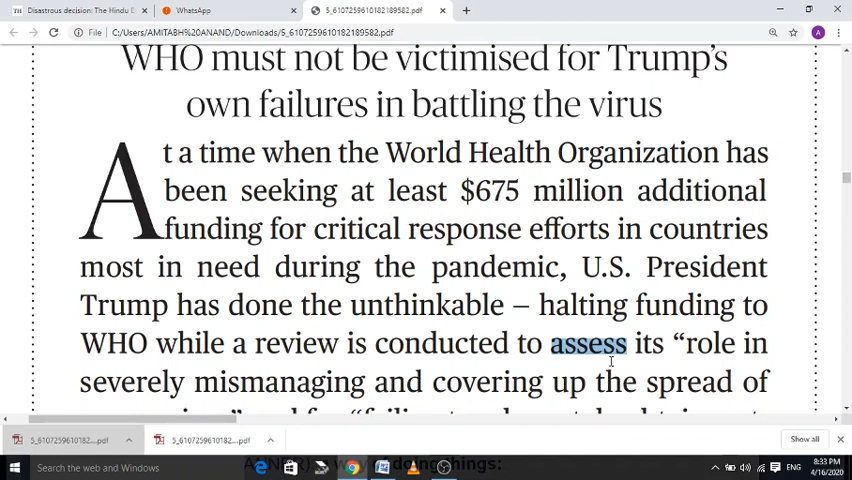 Disastrous decision: The Hindu E
WhatsApp
5_6107259610182189582.pdf
File
C:/Users/AMITABH%20ANAND/Downloads/5_6107259610182189582.pdf
A
WHO must not be victimised for Trump's
own failures in battling the virus
At a time when the World Health Organization has
been seeking at least $675 million additional
funding for critical response efforts in countries
most in need during the pandemic, U.S. President
Trump has done the unthinkable – halting funding to
WHO while a review is conducted to assess its “role in
severely mismanaging and covering up the spread of
5_6107259610182....pdf
5_6107259610182....pdf
Show all
Search the web and Windows
doing things:
ENG
8:33 PM
4/16/2020